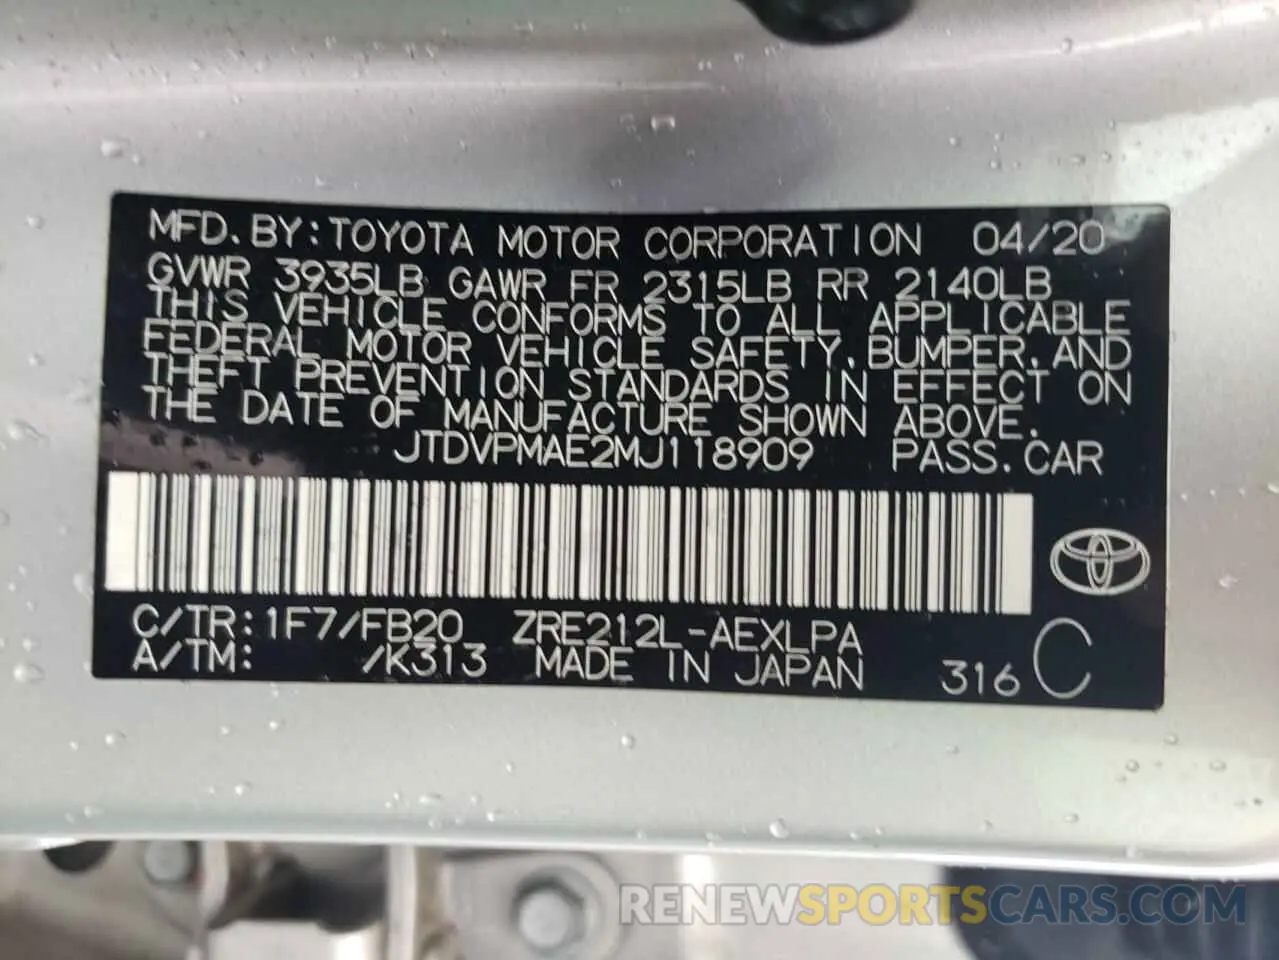 MFD. BY: TOYOTA MOTOR CORPORATION 04/20
GVWR 3935LB GAWR FR 2315LB RR 2140LB
THIS VEHICLE CONFORMS TO ALL APPLICABLE
FEDERAL MOTOR VEHICLE SAFETY, BUMPER, AND
THEFT PREVENTION STANDARDS IN EFFECT ON
THE DATE OF MANUFACTURE SHOWN ABOVE.
JTDVPMAE2MJ118909 PASS. CAR
C/TR: 1F7/FB20 ZRE212L-AEXLPA
A/TM: /K313 MADE IN JAPAN 316 C
RENEWSPORTSCARS.COM